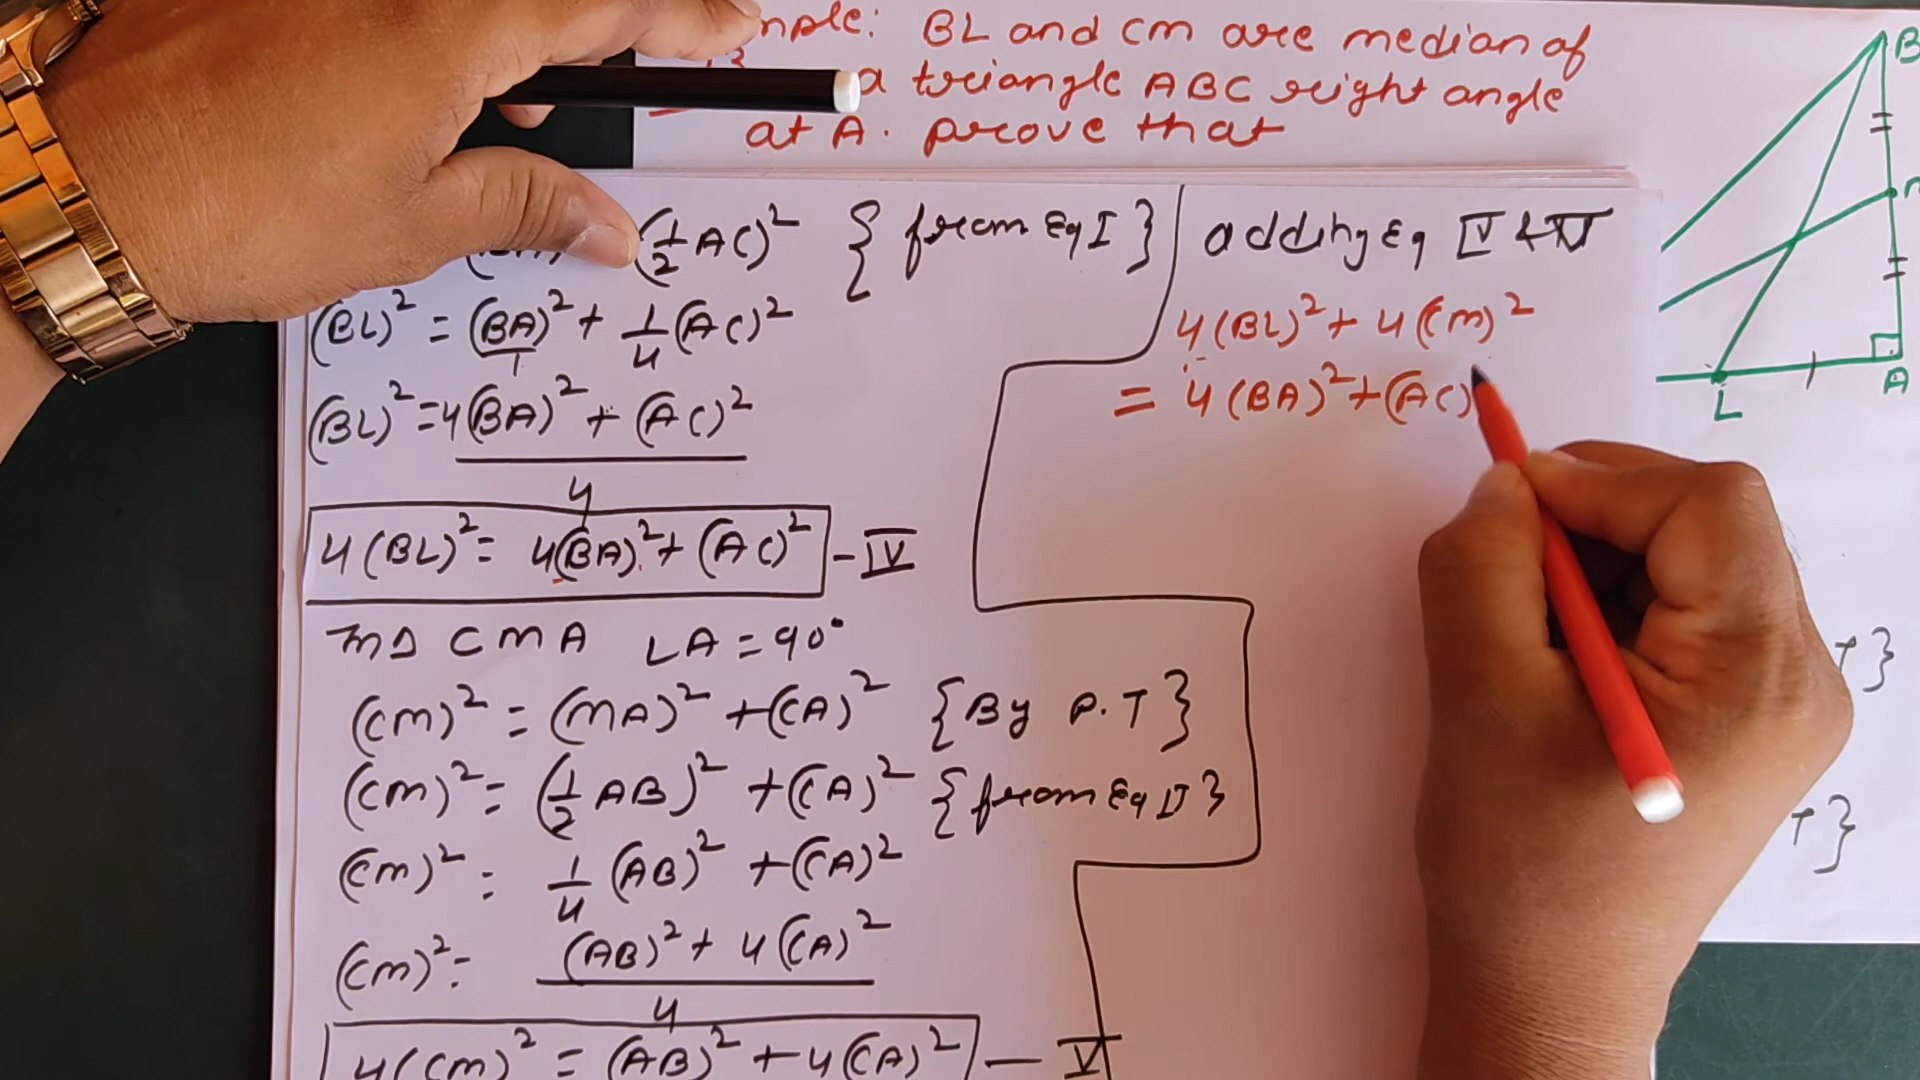 BL and CM are median of
a triangle ABC right angle
at A. prove that
(1/2 AC)² { from Eq I }
(BL)² = (BA)²/1 + 1/4 (AC)²
(BL)² = 4(BA)² + (AC)²
4
4(BL)² = 4(BA)² + (AC)² - IV
In Δ CMA ∠A = 90°
(CM)² = (MA)² + (CA)² { By P.T }
(CM)² = (1/2 AB)² + (CA)² { from Eq II }
(CM)² = 1/4 (AB)² + (CA)²
(CM)² = (AB)² + 4(CA)²
4
4(CM)² = (AB)² + 4(CA)² - V
adding Eq IV & V
4(BL)² + 4(CM)²
= 4(BA)² + (AC)
B
L
A
T }
T }